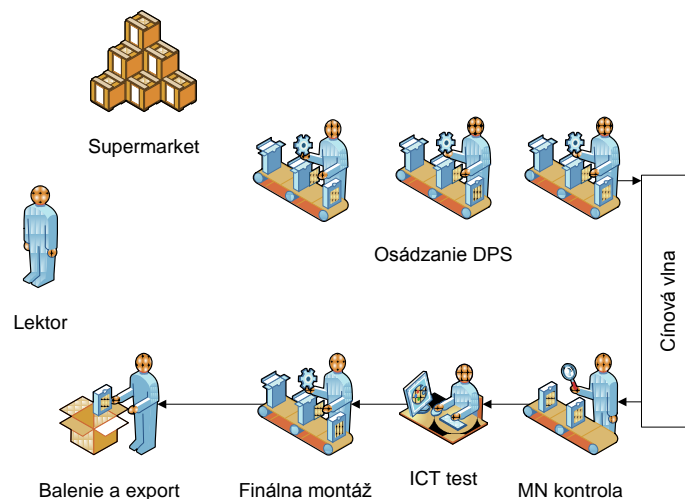 Supermarket
Osádzanie DPS
Cínová vlna
Lektor
Balenie a export
Finálna montáž
ICT test
MN kontrola